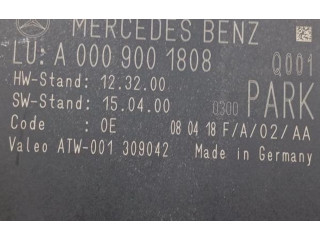 MERCEDES BENZ
LU: A 000 900 1808 Q001
HW-Stand: 12.32.00
SW-Stand: 15.04.00 0300 PARK
Code : 0E 08 04 18 F/A/02/AA
Valeo ATW-001 309042 Made in Germany